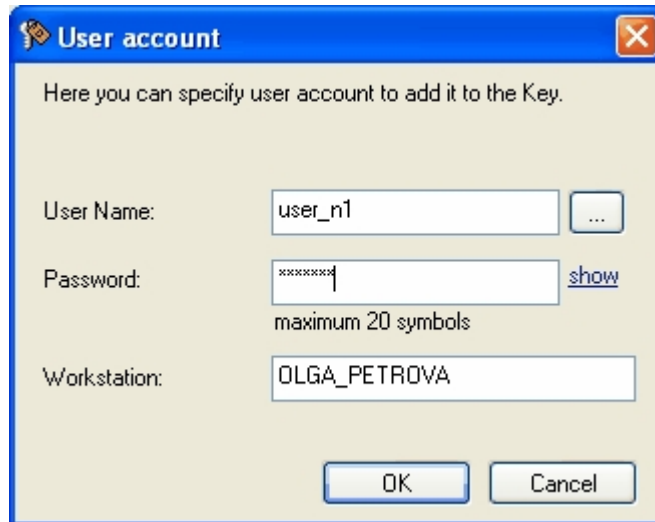 User account
Here you can specify user account to add it to the Key.
User Name: user_n1 ...
Password: ******* show
maximum 20 symbols
Workstation: OLGA_PETROVA
OK Cancel